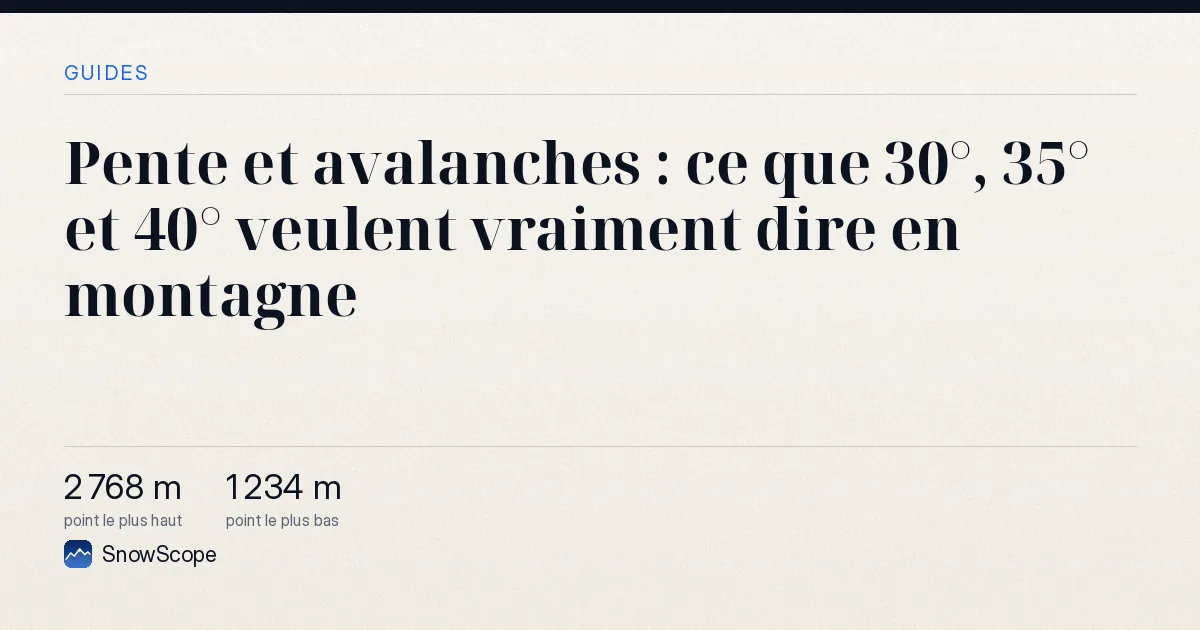 GUIDES
Pente et avalanches : ce que 30°, 35°
et 40° veulent vraiment dire en
montagne
2 768 m 1 234 m
point le plus haut point le plus bas
SnowScope